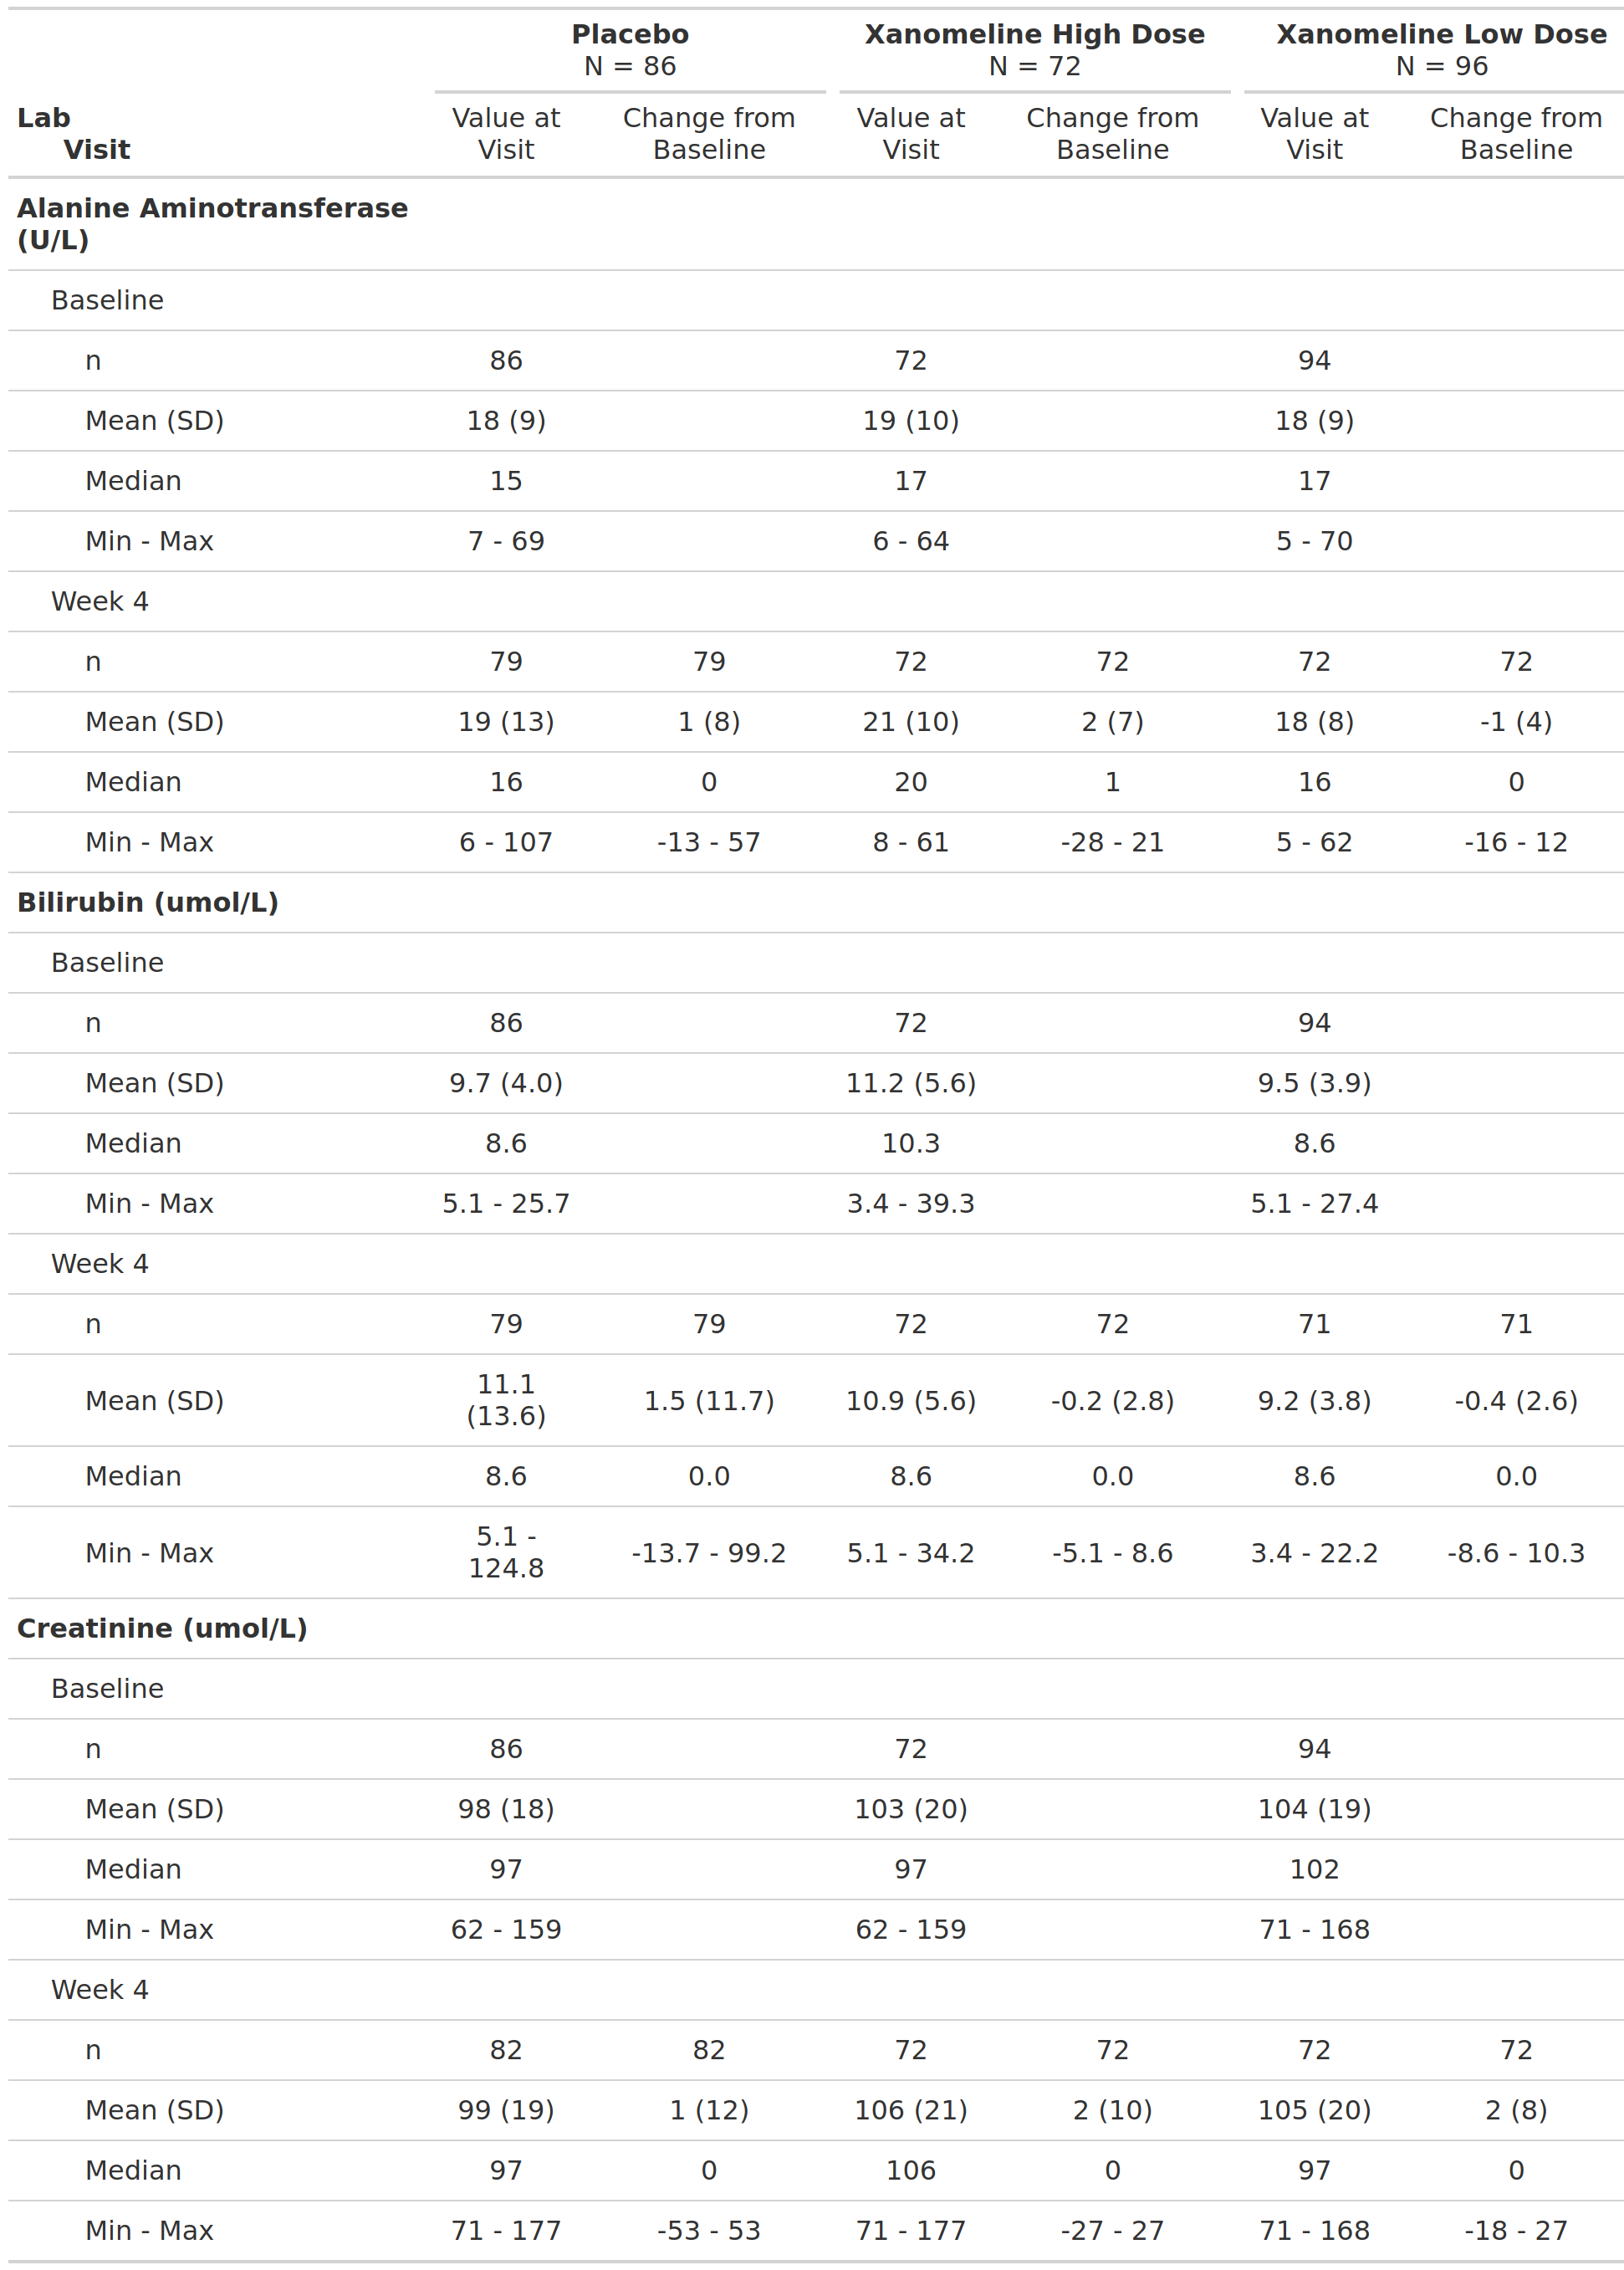 Placebo Xanomeline High Dose Xanomeline Low Dose
N = 86 N = 72 N = 96
Lab Value at Change from Value at Change from Value at Change from
Visit Visit Baseline Visit Baseline Visit Baseline
Alanine Aminotransferase
(U/L)
Baseline
n 86 72 94
Mean (SD) 18 (9) 19 (10) 18 (9)
Median 15 17 17
Min - Max 7 - 69 6 - 64 5 - 70
Week 4
n 79 79 72 72 72 72
Mean (SD) 19 (13) 1 (8) 21 (10) 2 (7) 18 (8) -1 (4)
Median 16 0 20 1 16 0
Min - Max 6 - 107 -13 - 57 8 - 61 -28 - 21 5 - 62 -16 - 12
Bilirubin (umol/L)
Baseline
n 86 72 94
Mean (SD) 9.7 (4.0) 11.2 (5.6) 9.5 (3.9)
Median 8.6 10.3 8.6
Min - Max 5.1 - 25.7 3.4 - 39.3 5.1 - 27.4
Week 4
n 79 79 72 72 71 71
Mean (SD) 11.1 (13.6) 1.5 (11.7) 10.9 (5.6) -0.2 (2.8) 9.2 (3.8) -0.4 (2.6)
Median 8.6 0.0 8.6 0.0 8.6 0.0
Min - Max 5.1 - 124.8 -13.7 - 99.2 5.1 - 34.2 -5.1 - 8.6 3.4 - 22.2 -8.6 - 10.3
Creatinine (umol/L)
Baseline
n 86 72 94
Mean (SD) 98 (18) 103 (20) 104 (19)
Median 97 97 102
Min - Max 62 - 159 62 - 159 71 - 168
Week 4
n 82 82 72 72 72 72
Mean (SD) 99 (19) 1 (12) 106 (21) 2 (10) 105 (20) 2 (8)
Median 97 0 106 0 97 0
Min - Max 71 - 177 -53 - 53 71 - 177 -27 - 27 71 - 168 -18 - 27